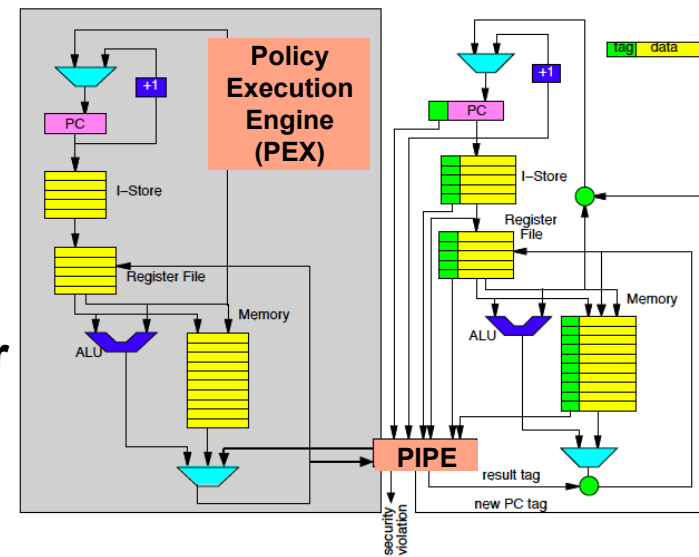 Policy
Execution
Engine
(PEX)
+1
PC
I–Store
Register File
Memory
ALU
r
tag data
+1
PC
I–Store
Register
File
Memory
ALU
PIPE
result tag
new PC tag
security
violation